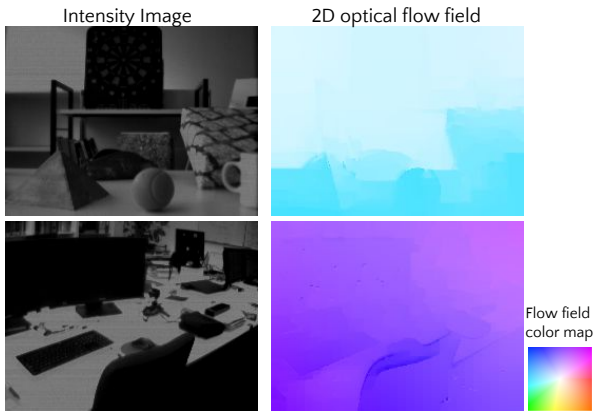 Intensity Image
2D optical flow field
Flow field
color map